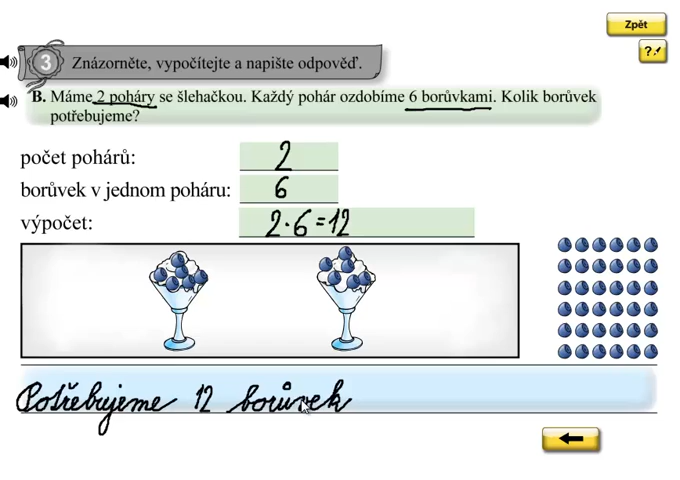 Zpět
?✓
3 Znázorněte, vypočítejte a napište odpověď.
B. Máme 2 poháry se šlehačkou. Každý pohár ozdobíme 6 borůvkami. Kolik borůvek
potřebujeme?
počet pohárů: 2
borůvek v jednom poháru: 6
výpočet: 2·6=12
Potřebujeme 12 borůvek